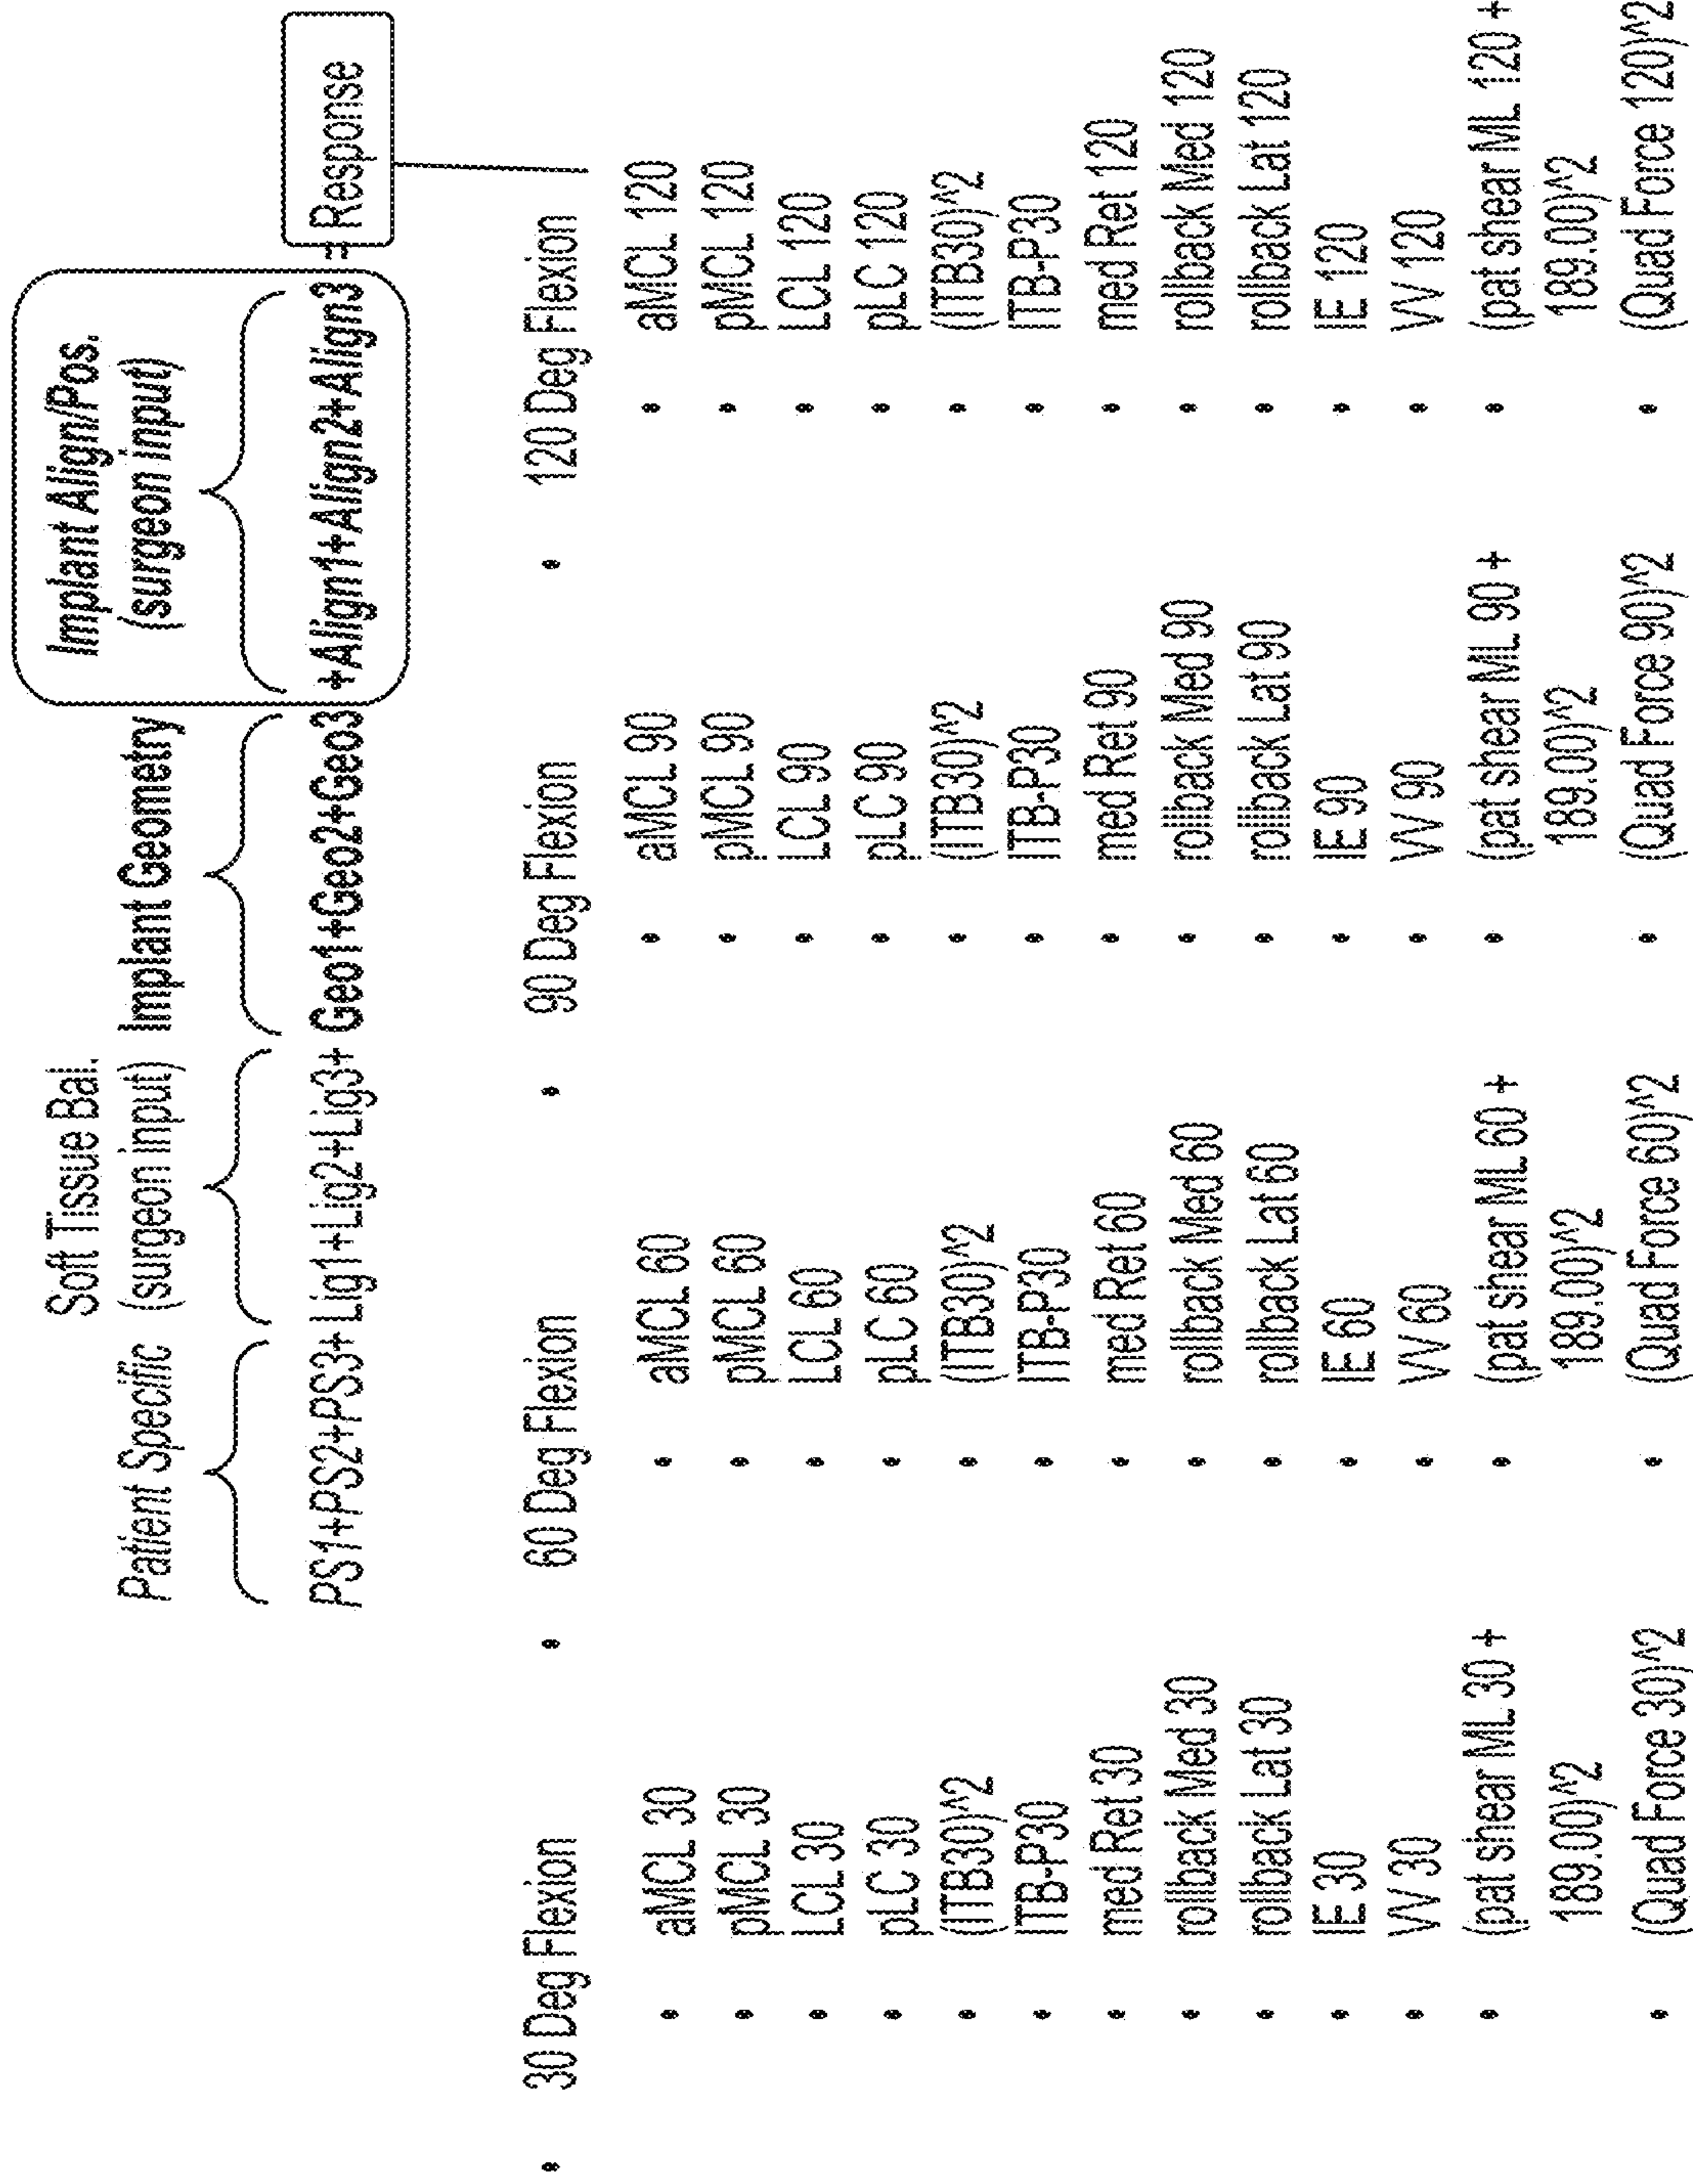 Soft Tissue Bal.
Implant Align/Pos.
Patient Specific
(surgeon input)
Implant Geometry
(surgeon input)
PS1+PS2+PS3+ Lig1+Lig2+Lig3+ Geo1+Geo2+Geo3 +Align1+Align2+Align3 = Response
• 30 Deg Flexion
• aMCL 30
• pMCL 30
• LCL 30
• pLC 30
• (ITB30)^2
• ITB-P30
• med Ret 30
• rollback Med 30
• rollback Lat 30
• IE 30
• VV 30
• (pat shear ML 30 +
189.00)^2
• (Quad Force 30)^2
• 60 Deg Flexion
• aMCL 60
• pMCL 60
• LCL 60
• pLC 60
• (ITB30)^2
• ITB-P30
• med Ret 60
• rollback Med 60
• rollback Lat 60
• IE 60
• VV 60
• (pat shear ML 60 +
189.00)^2
• (Quad Force 60)^2
• 90 Deg Flexion
• aMCL 90
• pMCL 90
• LCL 90
• pLC 90
• (ITB30)^2
• ITB-P30
• med Ret 90
• rollback Med 90
• rollback Lat 90
• IE 90
• VV 90
• (pat shear ML 90 +
189.00)^2
• (Quad Force 90)^2
• 120 Deg Flexion
• aMCL 120
• pMCL 120
• LCL 120
• pLC 120
• (ITB30)^2
• ITB-P30
• med Ret 120
• rollback Med 120
• rollback Lat 120
• IE 120
• VV 120
• (pat shear ML 120 +
189.00)^2
• (Quad Force 120)^2